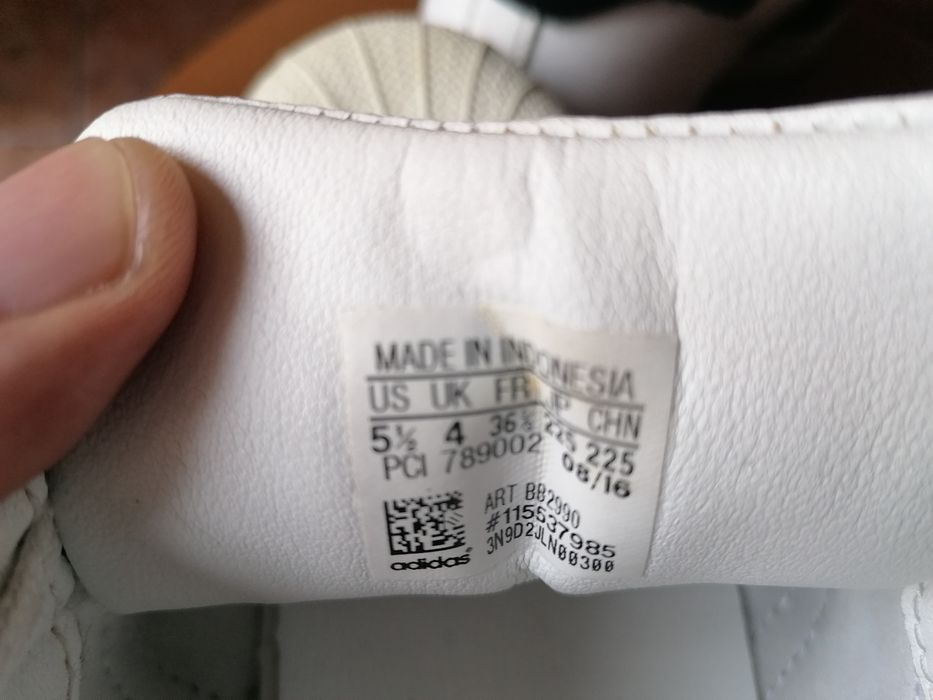 MADE IN INDONESIA
US UK FR JP CHN
5½ 4 36⅔ 225 225
PCI 789002 08/16
ART BB2990
#115537985
3N9D2JLN00300
adidas®